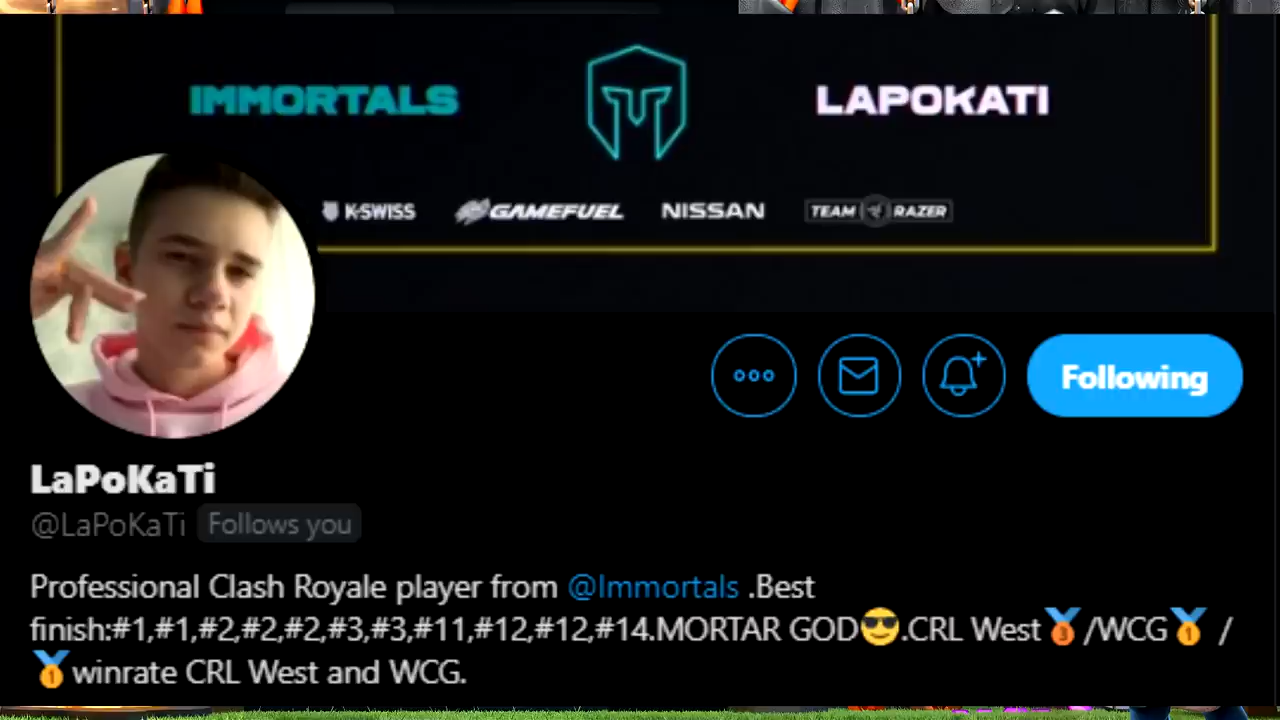 IMMORTALS LAPOKATI
K-SWISS GAMEFUEL NISSAN TEAM RAZER
Following
LaPoKaTi
@LaPoKaTi Follows you
Professional Clash Royale player from @Immortals .Best
finish:#1,#1,#2,#2,#2,#3,#3,#11,#12,#12,#14.MORTAR GOD😎.CRL West🥉/WCG🥇 /
🥇winrate CRL West and WCG.